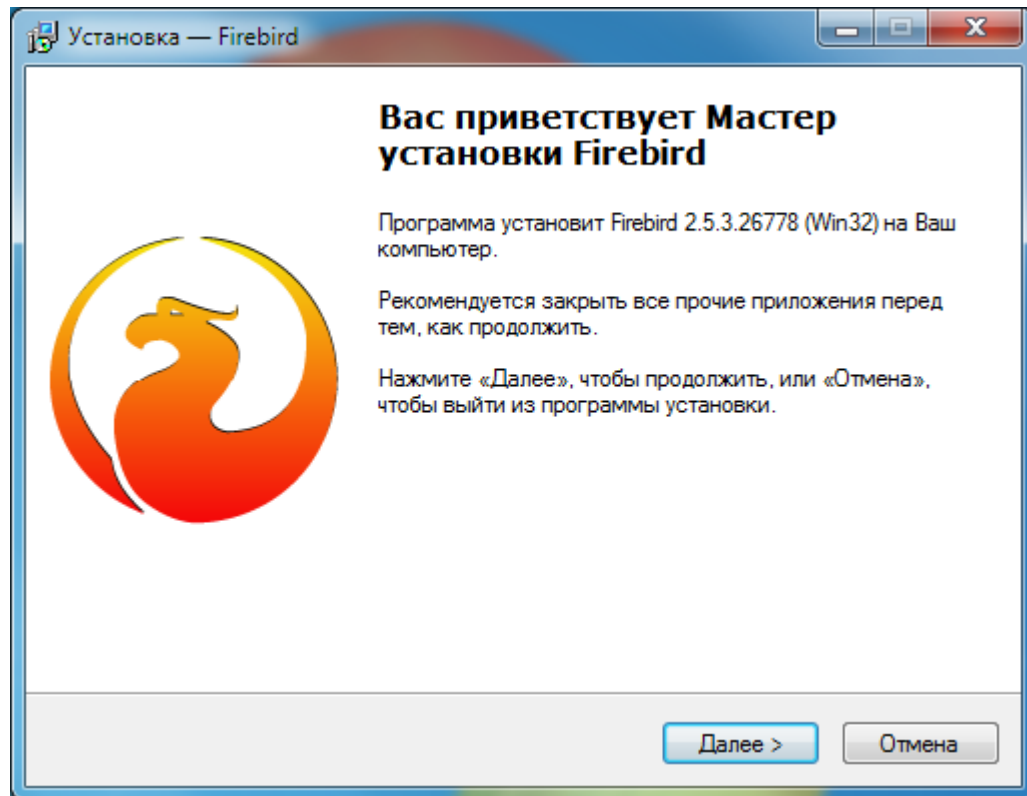 Установка — Firebird
Вас приветствует Мастер
установки Firebird
Программа установит Firebird 2.5.3.26778 (Win32) на Ваш
компьютер.
Рекомендуется закрыть все прочие приложения перед
тем, как продолжить.
Нажмите «Далее», чтобы продолжить, или «Отмена»,
чтобы выйти из программы установки.
Далее >
Отмена